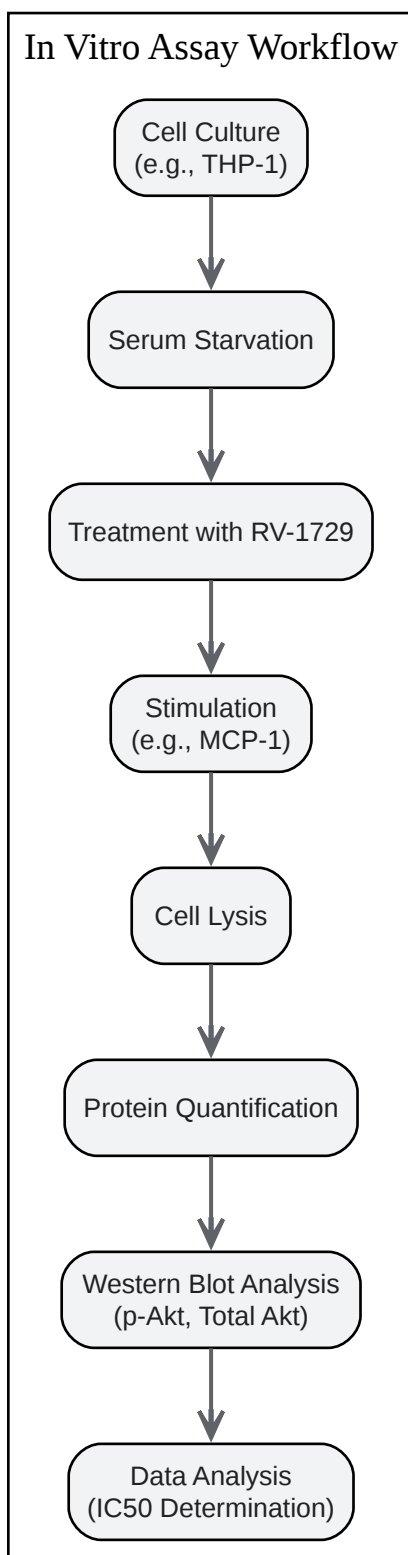 In Vitro Assay Workflow
Cell Culture
(e.g., THP-1)
Serum Starvation
Treatment with RV-1729
Stimulation
(e.g., MCP-1)
Cell Lysis
Protein Quantification
Western Blot Analysis
(p-Akt, Total Akt)
Data Analysis
(IC50 Determination)